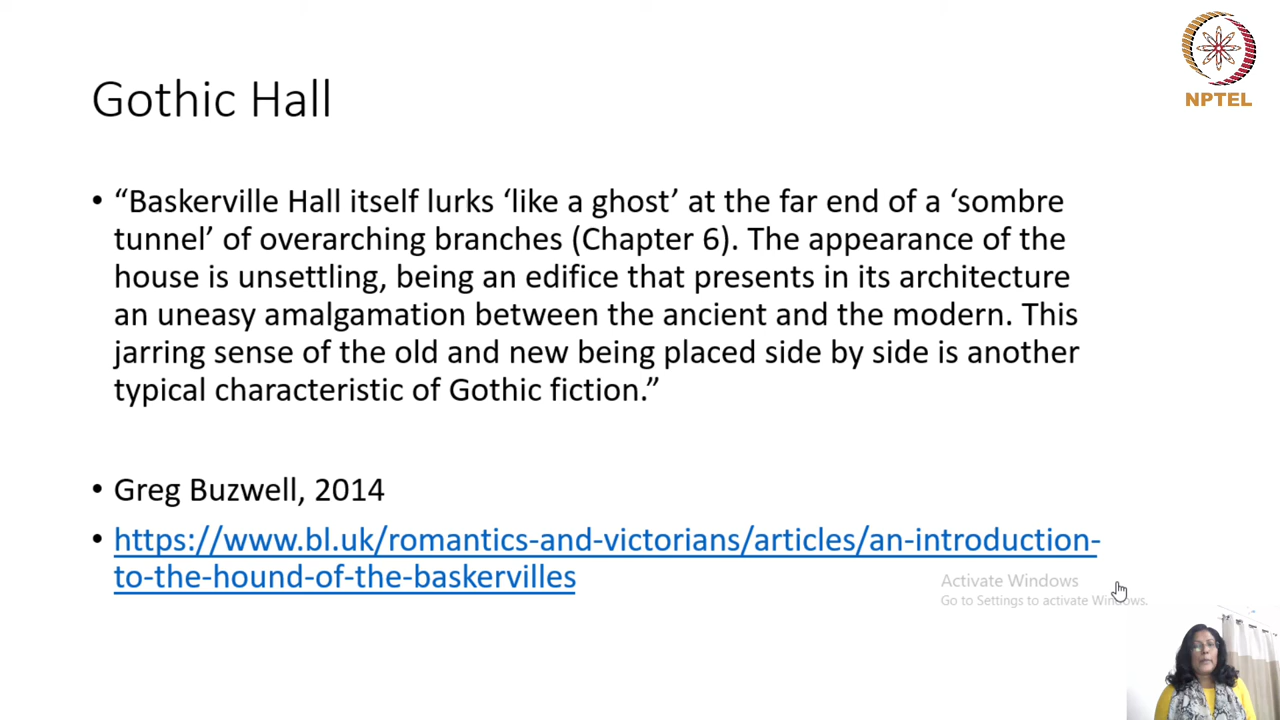 NPTEL
Gothic Hall
• “Baskerville Hall itself lurks ‘like a ghost’ at the far end of a ‘sombre
tunnel’ of overarching branches (Chapter 6). The appearance of the
house is unsettling, being an edifice that presents in its architecture
an uneasy amalgamation between the ancient and the modern. This
jarring sense of the old and new being placed side by side is another
typical characteristic of Gothic fiction.”
• Greg Buzwell, 2014
• https://www.bl.uk/romantics-and-victorians/articles/an-introduction-
to-the-hound-of-the-baskervilles
Activate Windows
Go to Settings to activate Windows.